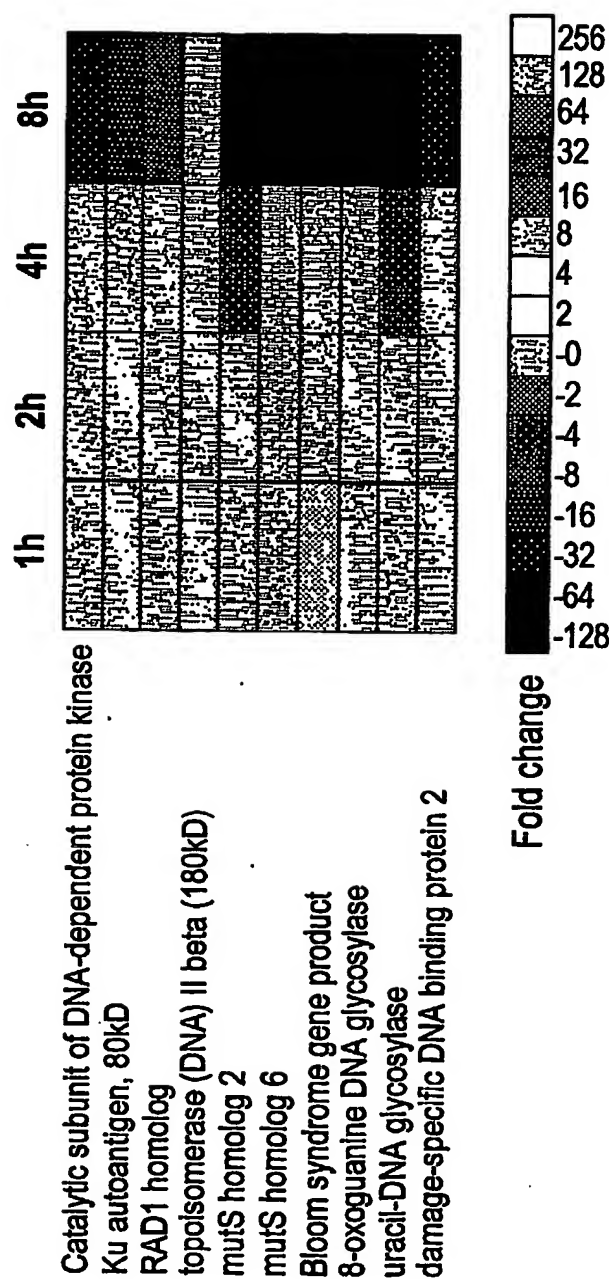 1h 2h 4h 8h
Catalytic subunit of DNA-dependent protein kinase
Ku autoantigen, 80kD
RAD1 homolog
topoisomerase (DNA) II beta (180kD)
mutS homolog 2
mutS homolog 6
Bloom syndrome gene product
8-oxoguanine DNA glycosylase
uracil-DNA glycosylase
damage-specific DNA binding protein 2
Fold change
-128 -64 -32 -16 -8 -4 -2 -0 2 4 8 16 32 64 128 256